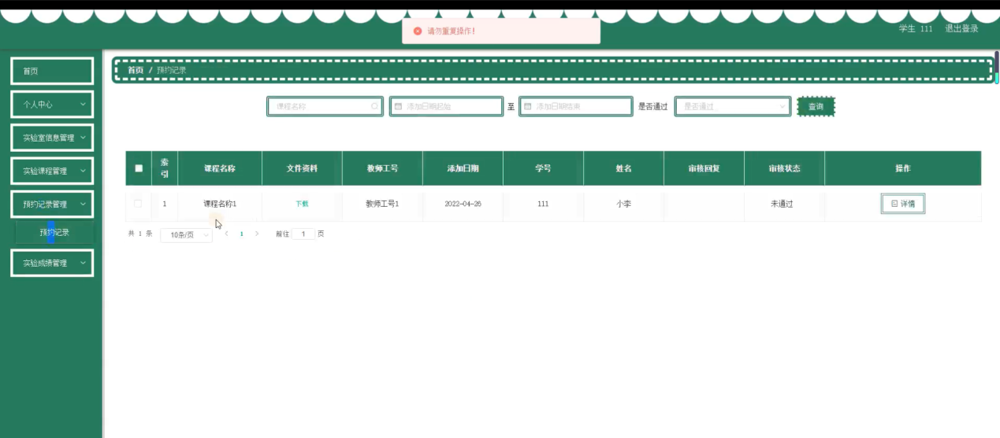 请勿重复操作!
学生 111 退出登录
首页
个人中心
实验室信息管理
实验课程管理
预约记录管理
预约记录
实验成绩管理
首页 / 预约记录
课程名称 添加日期起始 至 添加日期结束 是否通过 是否通过 查询
索引 课程名称 文件资料 教师工号 添加日期 学号 姓名 审核回复 审核状态 操作
1 课程名称1 下载 教师工号1 2022-04-26 111 小李 未通过 详情
共 1 条 10条/页 1 前往 1 页